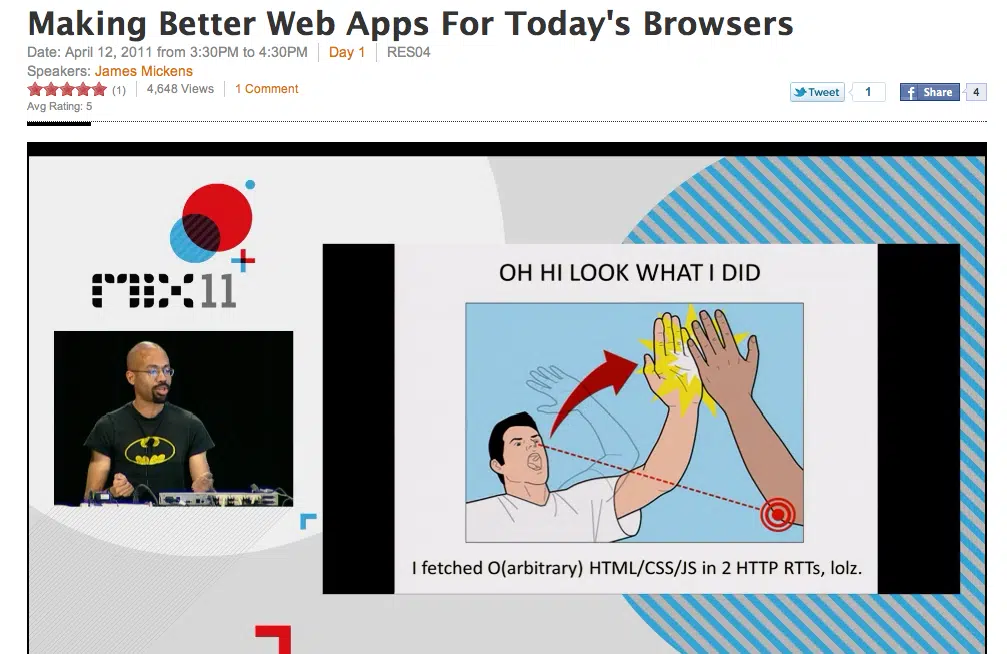 Making Better Web Apps For Today's Browsers
Date: April 12, 2011 from 3:30PM to 4:30PM Day 1 RES04
Speakers: James Mickens
(1) 4,648 Views 1 Comment
Avg Rating: 5
Tweet 1 f Share 4
mix11
OH HI LOOK WHAT I DID
I fetched O(arbitrary) HTML/CSS/JS in 2 HTTP RTTs, lolz.